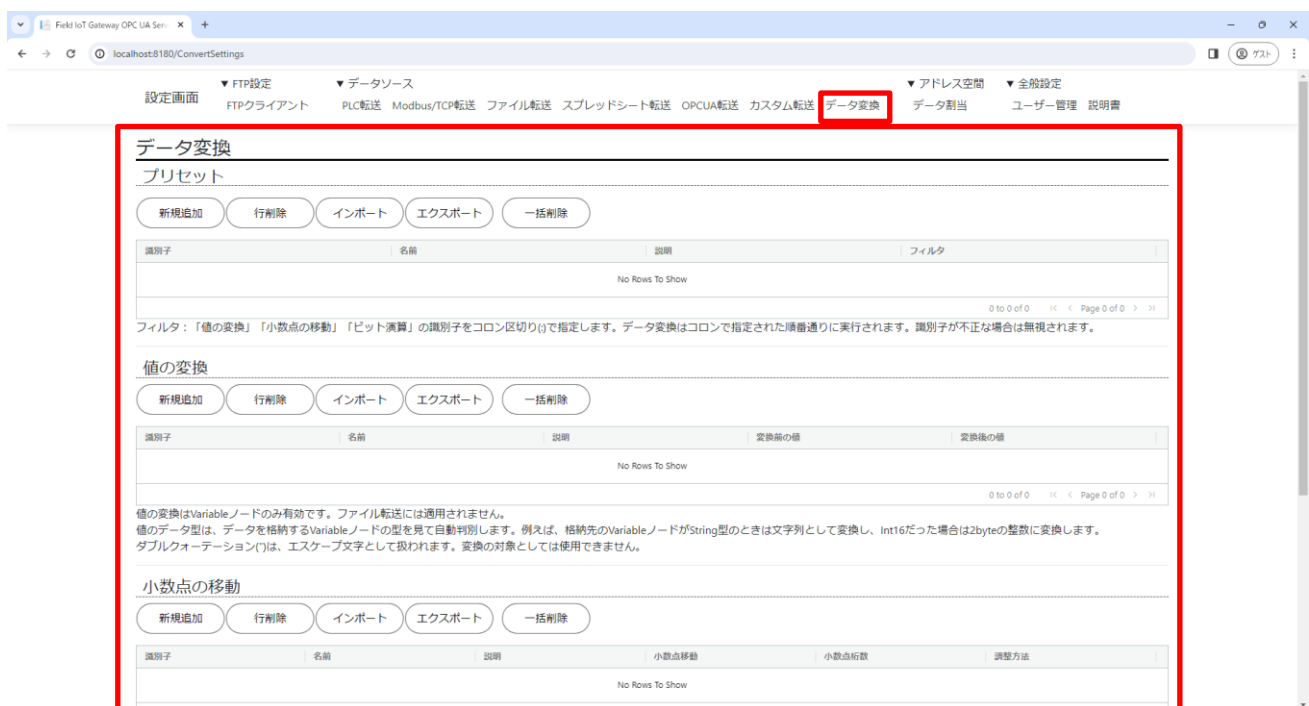 Field IoT Gateway OPC UA Serv
localhost:8180/ConvertSettings
ゲスト
設定画面
▼ FTP設定 ▼ データソース ▼ アドレス空間 ▼ 全般設定
FTPクライアント PLC転送 Modbus/TCP転送 ファイル転送 スプレッドシート転送 OPCUA転送 カスタム転送 データ変換 データ割当 ユーザー管理 説明書
データ変換
プリセット
新規追加 行削除 インポート エクスポート 一括削除
識別子 名前 説明 フィルタ
No Rows To Show
0 to 0 of 0 Page 0 of 0
フィルタ：「値の変換」「小数点の移動」「ビット演算」の識別子をコロン区切り(:)で指定します。データ変換はコロンで指定された順番通りに実行されます。識別子が不正な場合は無視されます。
値の変換
新規追加 行削除 インポート エクスポート 一括削除
識別子 名前 説明 変換前の値 変換後の値
No Rows To Show
0 to 0 of 0 Page 0 of 0
値の変換はVariableノードのみ有効です。ファイル転送には適用されません。
値のデータ型は、データを格納するVariableノードの型を見て自動判別します。例えば、格納先のVariableノードがString型のときは文字列として変換し、Int16だった場合は2byteの整数に変換します。
ダブルクォーテーション(")は、エスケープ文字として扱われます。変換の対象としては使用できません。
小数点の移動
新規追加 行削除 インポート エクスポート 一括削除
識別子 名前 説明 小数点移動 小数点桁数 調整方法
No Rows To Show